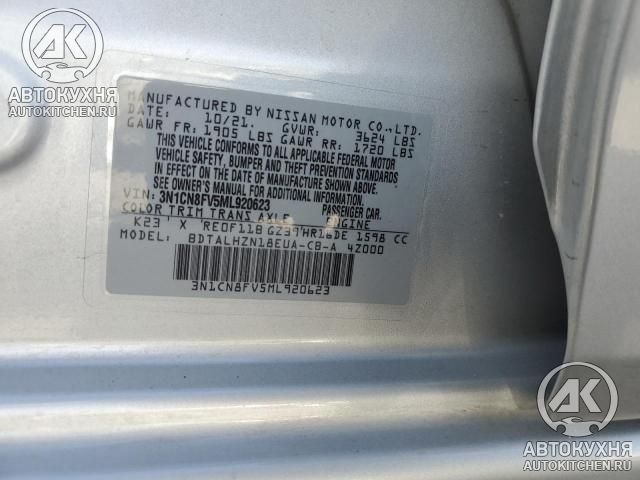 АК
АВТОКУХНЯ
AUTOKITCHEN.RU
MANUFACTURED BY NISSAN MOTOR CO.,LTD.
DATE: 10/21. GVWR: 3624 LBS
GAWR FR: 1905 LBS GAWR RR: 1720 LBS
THIS VEHICLE CONFORMS TO ALL APPLICABLE FEDERAL MOTOR
VEHICLE SAFETY, BUMPER AND THEFT PREVENTION STANDARDS
IN EFFECT ON THE DATE OF MANUFACTURE SHOWN ABOVE.
SEE OWNER'S MANUAL FOR ADDITIONAL INFORMATION
VIN: 3N1CN8FV5ML920623 PASSENGER CAR.
COLOR TRIM TRANS AXLE ENGINE
K23 X HR16DE 1598 CC
MODEL: BDTALHZN18EUA-CB-A 4Z000
3N1CN8FV5ML920623
АК
АВТОКУХНЯ
AUTOKITCHEN.RU